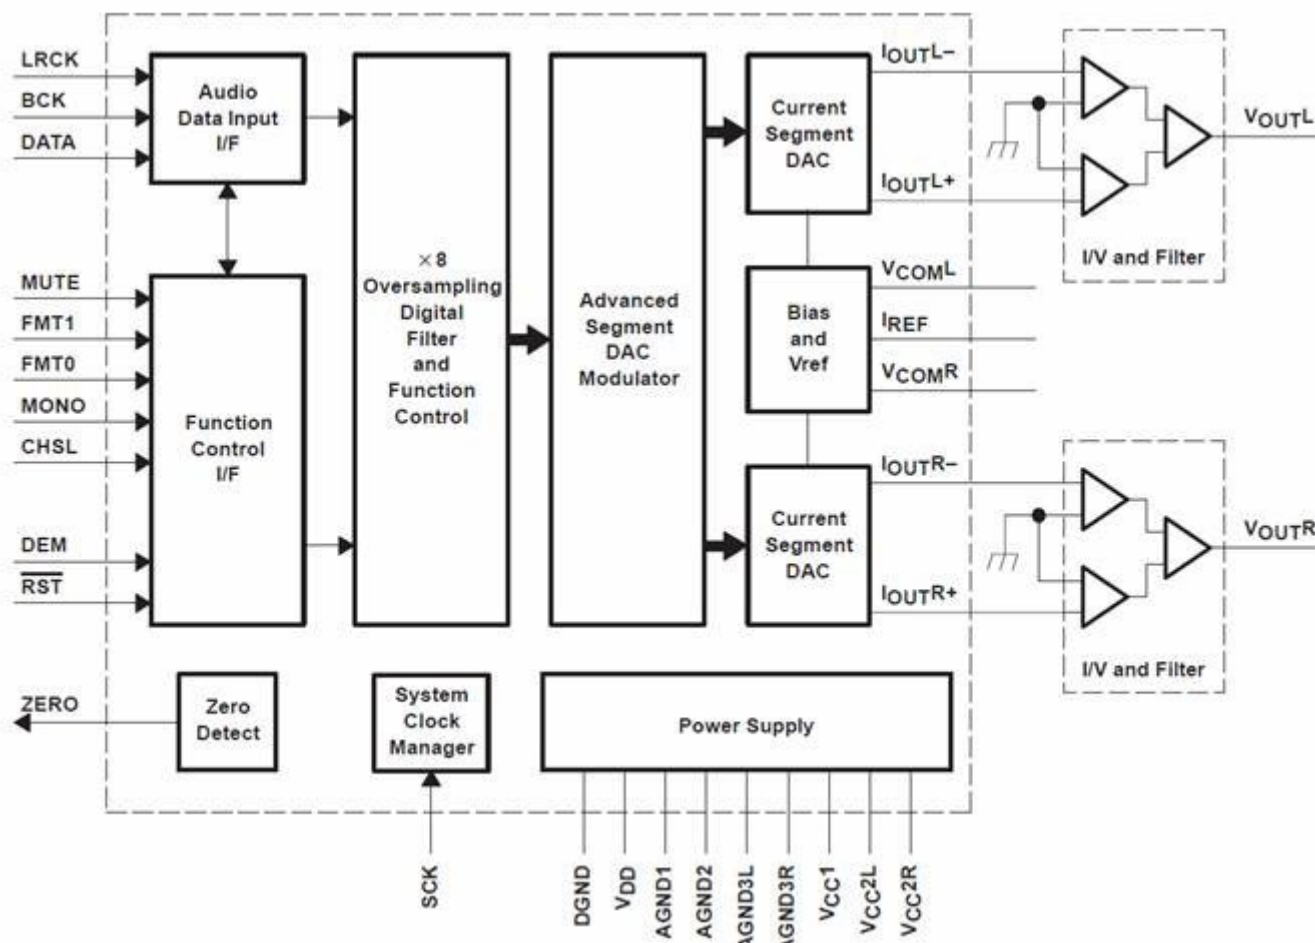 LRCK
BCK
DATA
Audio
Data Input
I/F
MUTE
FMT1
FMT0
MONO
CHSL
DEM
RST
Function
Control
I/F
×8
Oversampling
Digital
Filter
and
Function
Control
Advanced
Segment
DAC
Modulator
Current
Segment
DAC
Bias
and
Vref
Current
Segment
DAC
IOUTL–
IOUTL+
VCOML
IREF
VCOMR
IOUTR–
IOUTR+
VOUTL
I/V and Filter
VOUTR
I/V and Filter
ZERO
Zero
Detect
System
Clock
Manager
Power Supply
SCK
DGND
VDD
AGND1
AGND2
AGND3L
AGND3R
VCC1
VCC2L
VCC2R